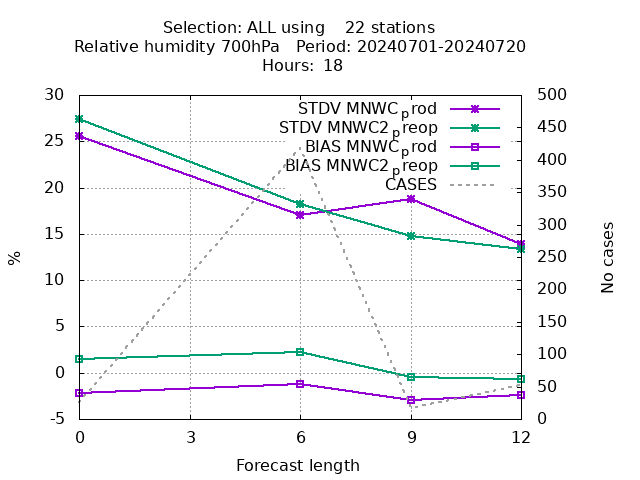 Selection: ALL using    22 stations
Relative humidity 700hPa   Period: 20240701-20240720
Hours: 18
STDV MNWC_prod
STDV MNWC2_preop
BIAS MNWC_prod
BIAS MNWC2_preop
CASES
30
25
20
15
10
5
0
-5
%
500
450
400
350
300
250
200
150
100
50
0
No cases
0 3 6 9 12
Forecast length